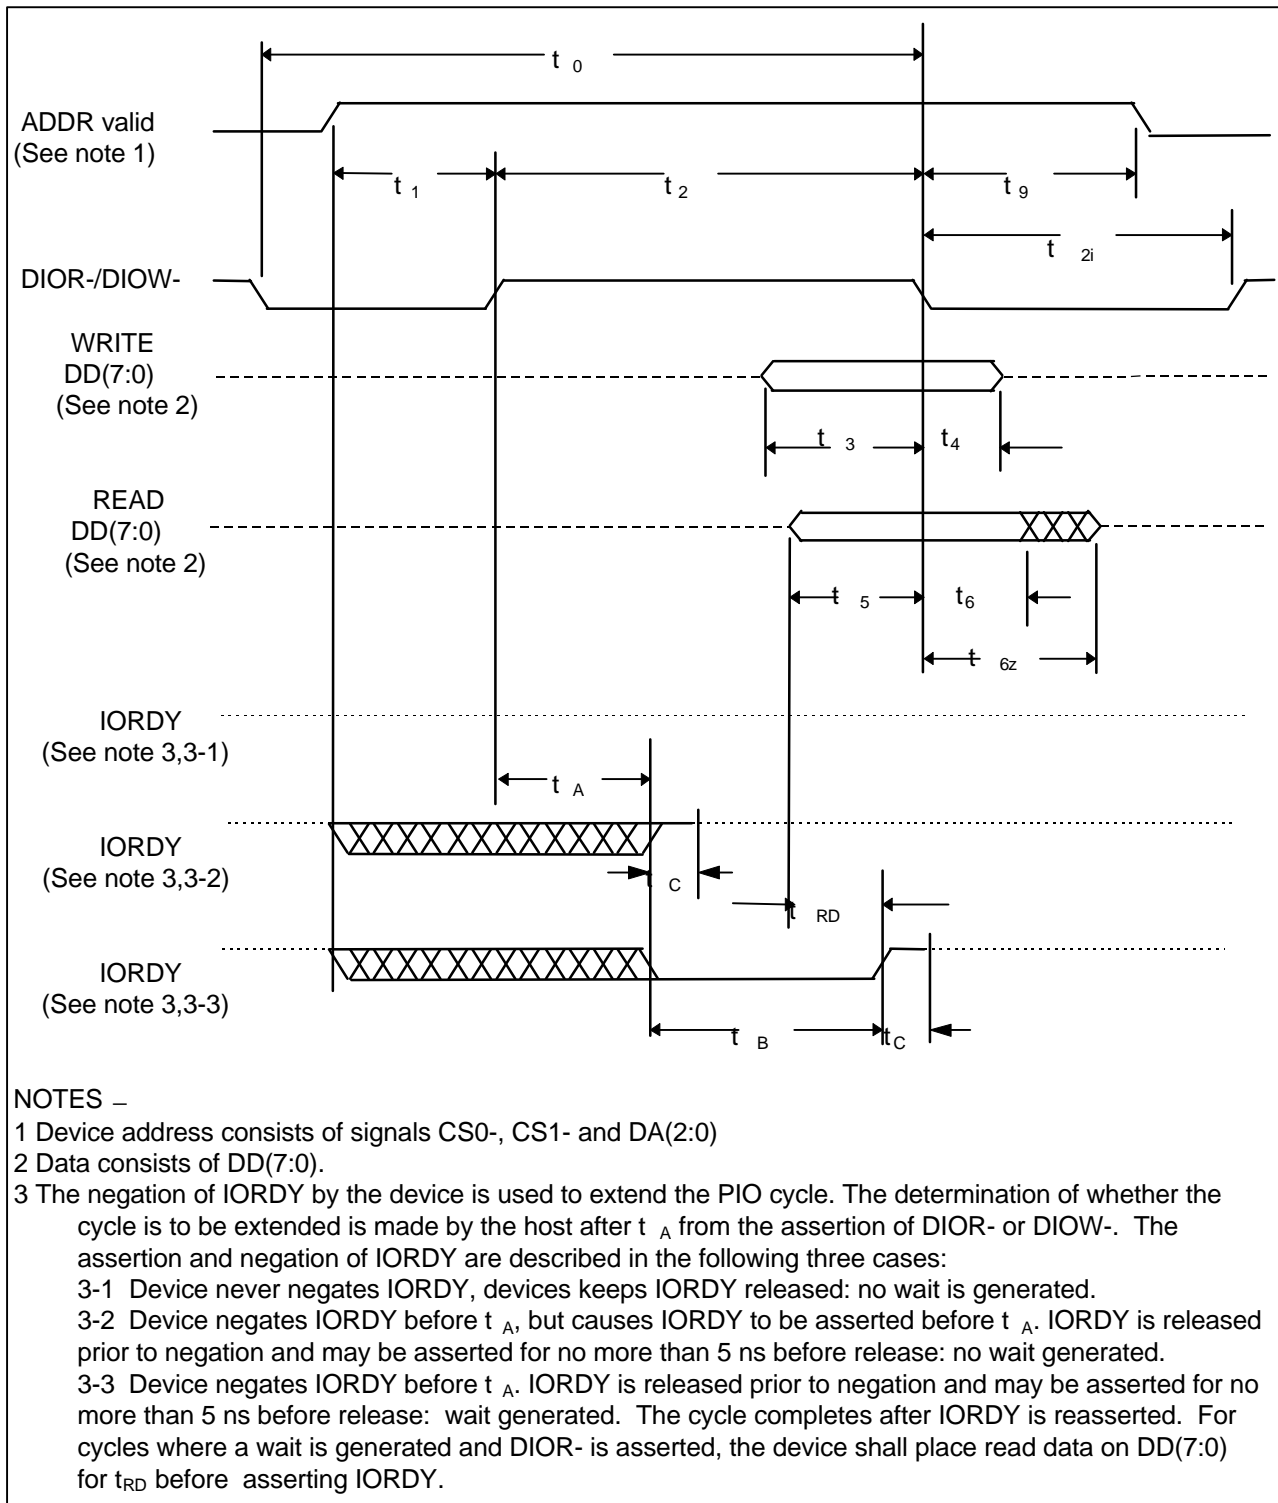 t 0
ADDR valid
(See note 1)
t 1
t 2
t 9
t 2i
DIOR-/DIOW-
WRITE
DD(7:0)
(See note 2)
t 3
t4
READ
DD(7:0)
(See note 2)
t 5
t6
t 6z
IORDY
(See note 3,3-1)
t A
IORDY
(See note 3,3-2)
t C
t RD
IORDY
(See note 3,3-3)
t B
tC
NOTES –
1 Device address consists of signals CS0-, CS1- and DA(2:0)
2 Data consists of DD(7:0).
3 The negation of IORDY by the device is used to extend the PIO cycle. The determination of whether the
cycle is to be extended is made by the host after t A from the assertion of DIOR- or DIOW-. The
assertion and negation of IORDY are described in the following three cases:
3-1 Device never negates IORDY, devices keeps IORDY released: no wait is generated.
3-2 Device negates IORDY before t A, but causes IORDY to be asserted before t A. IORDY is released
prior to negation and may be asserted for no more than 5 ns before release: no wait generated.
3-3 Device negates IORDY before t A. IORDY is released prior to negation and may be asserted for no
more than 5 ns before release: wait generated. The cycle completes after IORDY is reasserted. For
cycles where a wait is generated and DIOR- is asserted, the device shall place read data on DD(7:0)
for tRD before asserting IORDY.